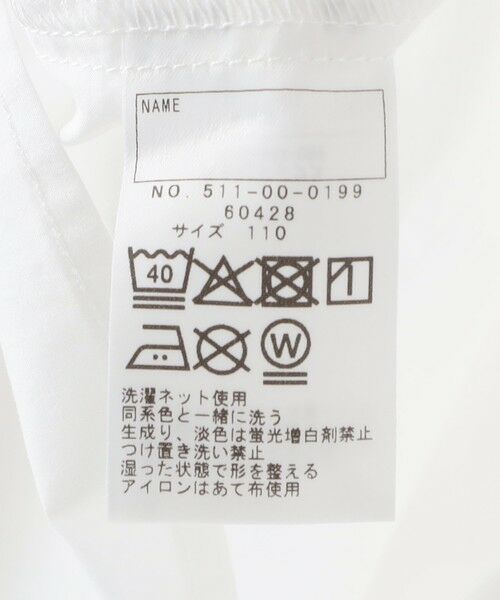 NAME
NO. 511-00-0199
60428
サイズ 110
40
W
洗濯ネット使用
同系色と一緒に洗う
生成り、淡色は蛍光増白剤禁止
つけ置き洗い禁止
湿った状態で形を整える
アイロンはあて布使用